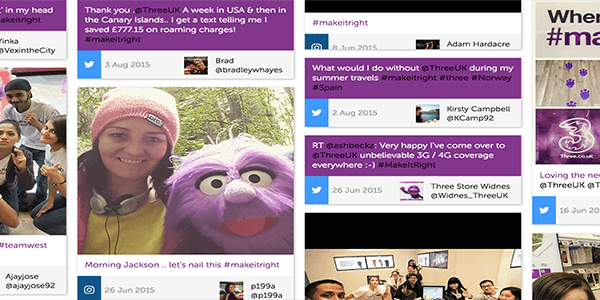 ' in my head
makeitright
Yinka
@VexintheCity
#teamwest
Ajayjose
@ajayjose92
Thank you .@ThreeUK A week in USA & then in
the Canary Islands.. I get a text telling me I
saved £777.15 on roaming charges!
#makeitright
3 Aug 2015
Brad
@bradleywhayes
Morning Jackson .. let's nail this #makeitright
26 Jun 2015
p199a
@p199a
#makeitright
8 Jun 2015
Adam Hardacre
What would do without @ThreeUK during my
summer travels #makeitright #three #Norway
#Spain
2 Aug 2015
Kirsty Campbell
@KCamp92
RT @ashbeckz: Very happy I've come over to
@ThreeUK unbelievable 3G / 4G coverage
everywhere :-) #MakeItRight
26 Jun 2015
Three Store Widnes
@Widnes_ThreeUK
When
#ma
3
Three.co.uk
Loving the new
@ThreeUK @Th
16 Jun 20